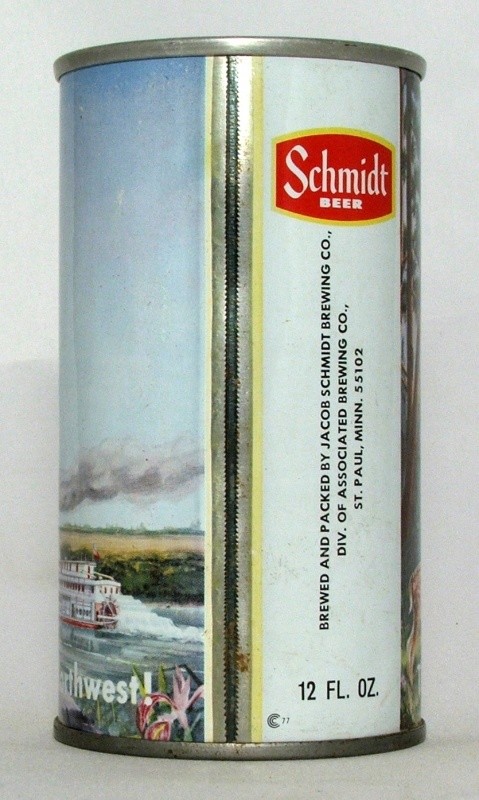 Schmidt
BEER
BREWED AND PACKED BY JACOB SCHMIDT BREWING CO.,
DIV. OF ASSOCIATED BREWING CO.,
ST. PAUL, MINN. 55102
orthwest!
12 FL. OZ.
77